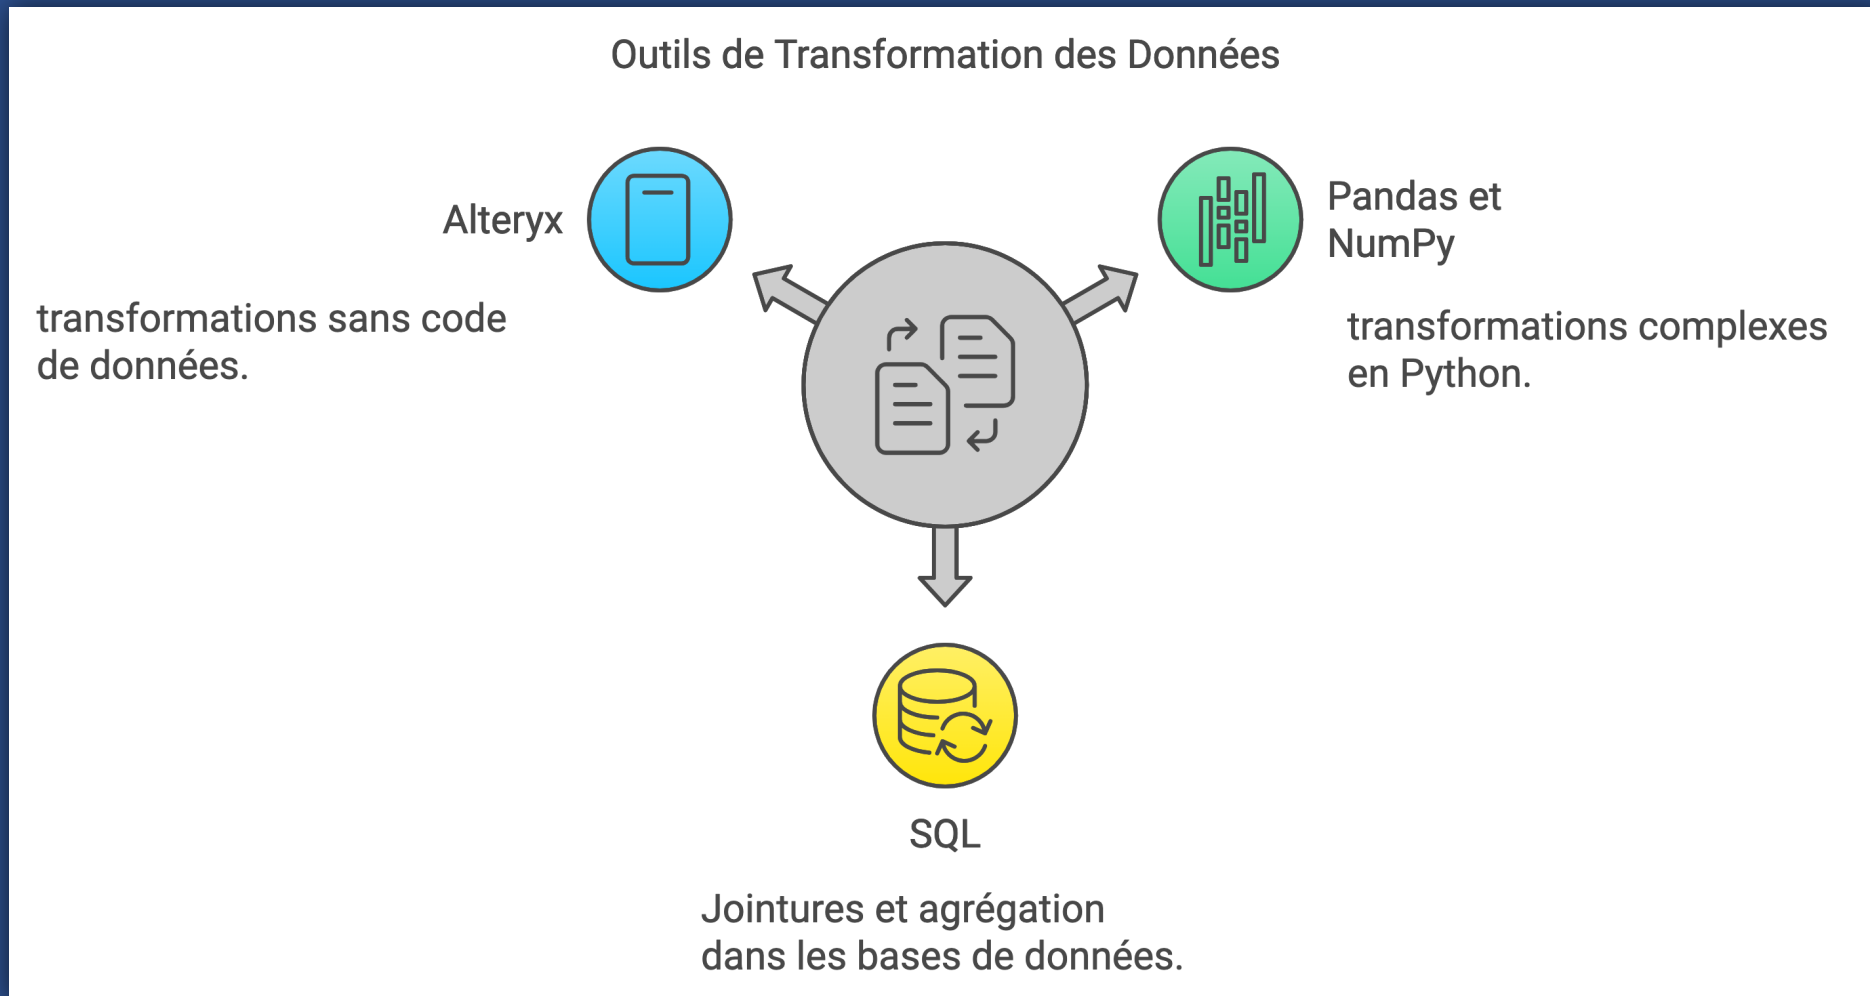 Outils de Transformation des Données
Alteryx
transformations sans code
de données.
Pandas et
NumPy
transformations complexes
en Python.
SQL
Jointures et agrégation
dans les bases de données.